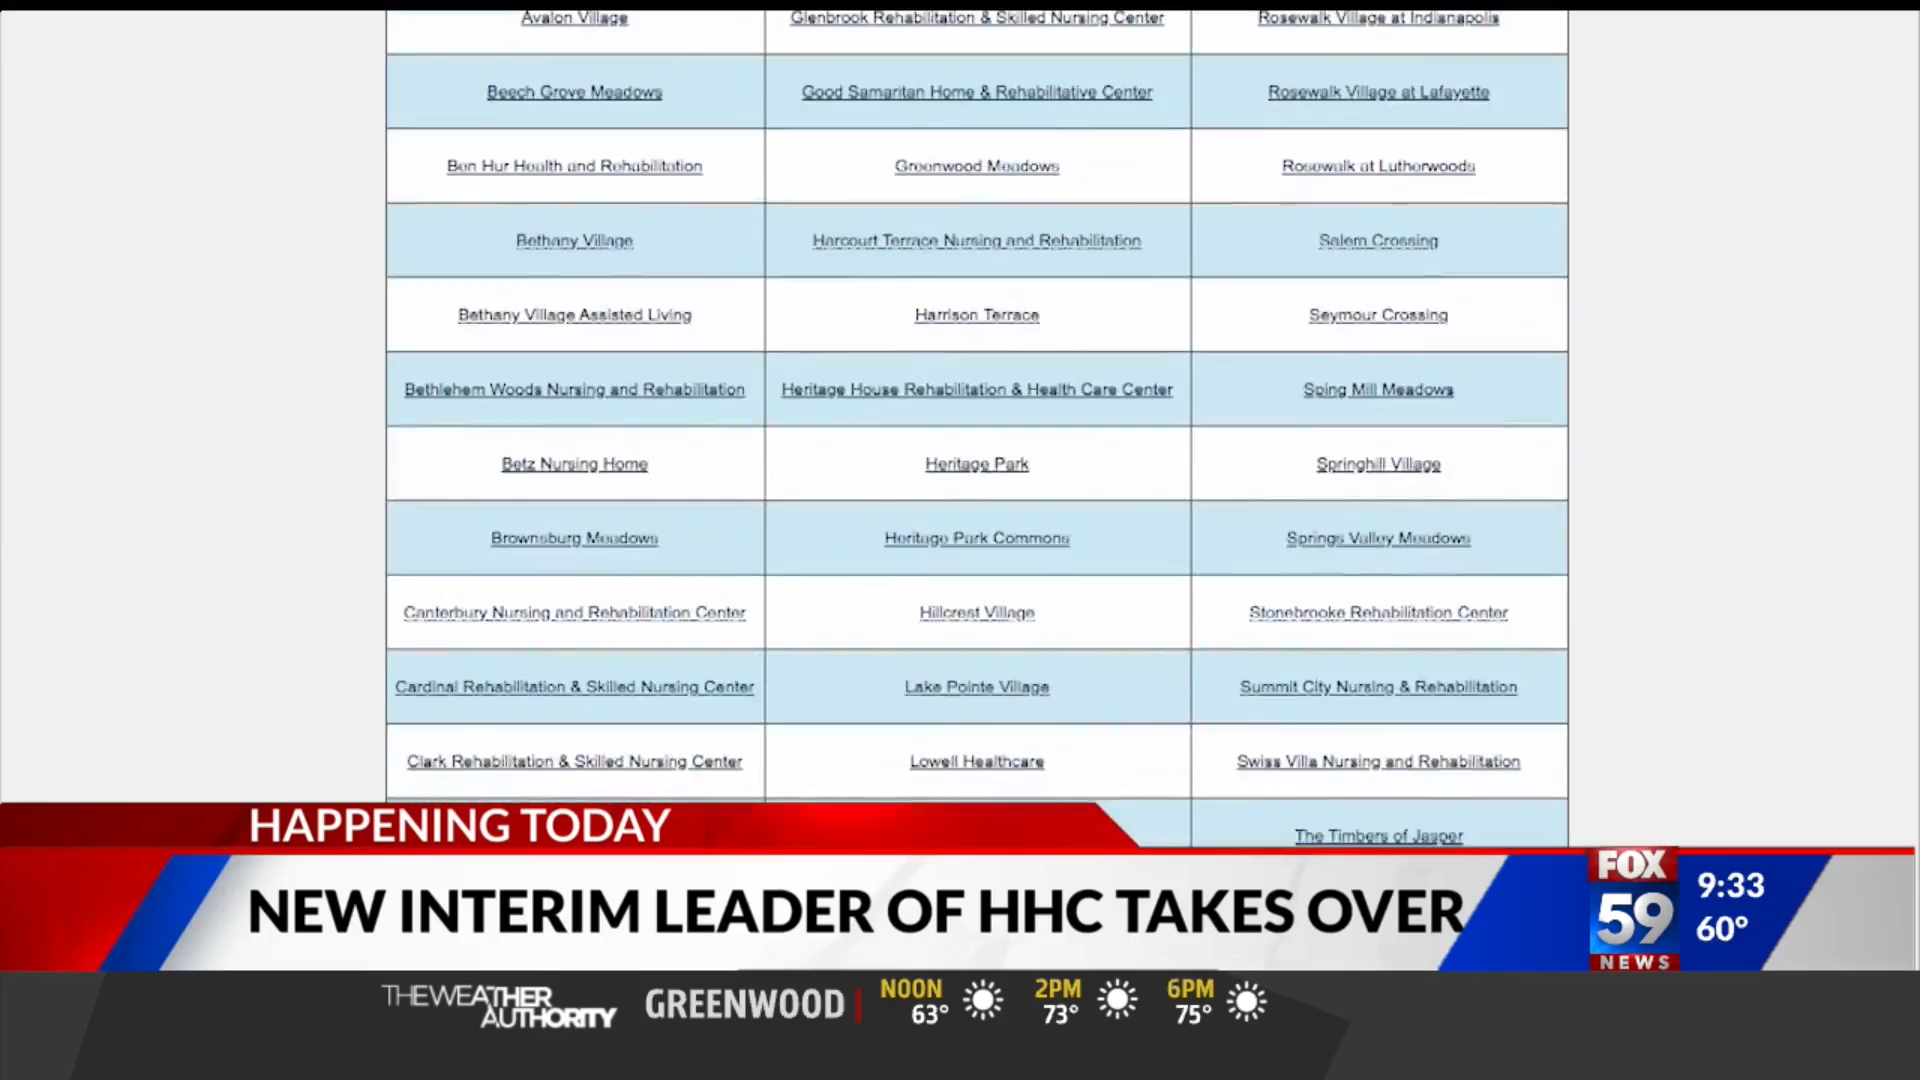 Avalon Village Glenbrook Rehabilitation & Skilled Nursing Center Rosewalk Village at Indianapolis
Beech Grove Meadows Good Samaritan Home & Rehabilitative Center Rosewalk Village at Lafayette
Ben Hur Health and Rehabilitation Greenwood Meadows Rosewalk at Lutherwoods
Bethany Village Harcourt Terrace Nursing and Rehabilitation Salem Crossing
Bethany Village Assisted Living Harrison Terrace Seymour Crossing
Bethlehem Woods Nursing and Rehabilitation Heritage House Rehabilitation & Health Care Center Sping Mill Meadows
Betz Nursing Home Heritage Park Springhill Village
Brownsburg Meadows Heritage Park Commons Springs Valley Meadows
Canterbury Nursing and Rehabilitation Center Hillcrest Village Stonebrooke Rehabilitation Center
Cardinal Rehabilitation & Skilled Nursing Center Lake Pointe Village Summit City Nursing & Rehabilitation
Clark Rehabilitation & Skilled Nursing Center Lowell Healthcare Swiss Villa Nursing and Rehabilitation
The Timbers of Jasper
HAPPENING TODAY
NEW INTERIM LEADER OF HHC TAKES OVER
FOX
59
NEWS
9:33
60°
THE WEATHER
AUTHORITY
GREENWOOD
NOON 2PM 6PM
63° 73° 75°